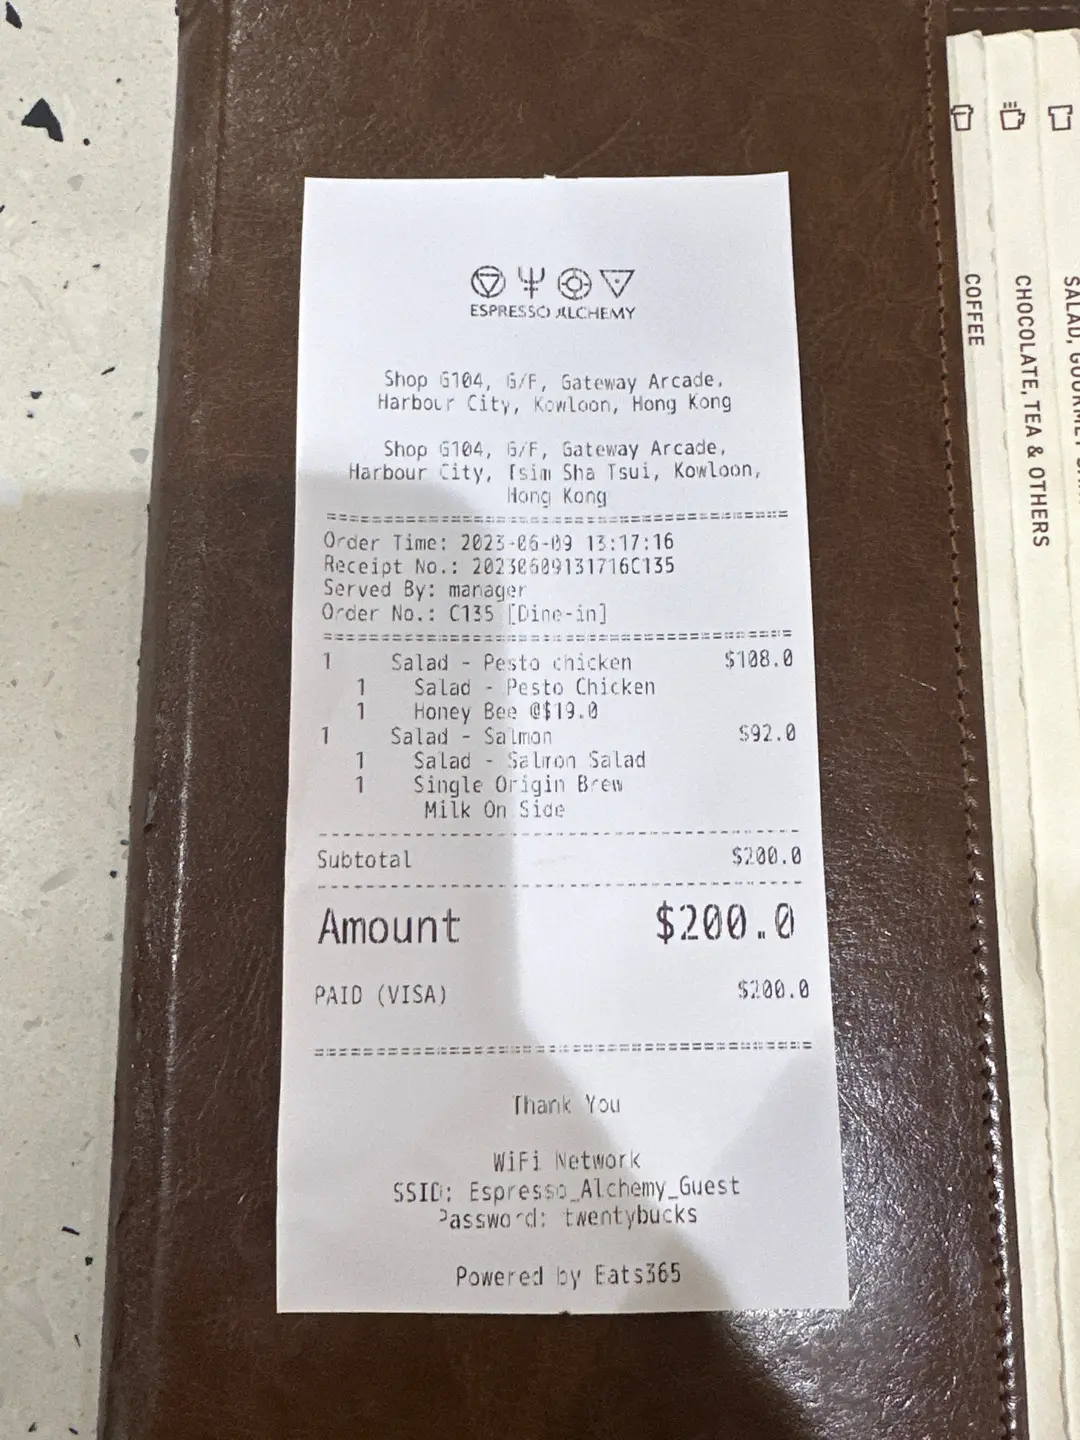 ESPRESSO ALCHEMY
Shop G104, G/F, Gateway Arcade,
Harbour City, Kowloon, Hong Kong
Shop G104, G/F, Gateway Arcade,
Harbour City, Tsim Sha Tsui, Kowloon,
Hong Kong
Order Time: 2023-06-09 13:17:16
Receipt No.: 20230609131716C135
Served By: manager
Order No.: C135 [Dine-in]
1 Salad - Pesto chicken $108.0
1 Salad - Pesto Chicken
1 Honey Bee @$19.0
1 Salad - Salmon $92.0
1 Salad - Salmon Salad
1 Single Origin Brew
Milk On Side
Subtotal $200.0
Amount $200.0
PAID (VISA) $200.0
Thank You
WiFi Network
SSID: Espresso_Alchemy_Guest
Password: twentybucks
Powered by Eats365
COFFEE
CHOCOLATE, TEA & OTHERS
SALAD,